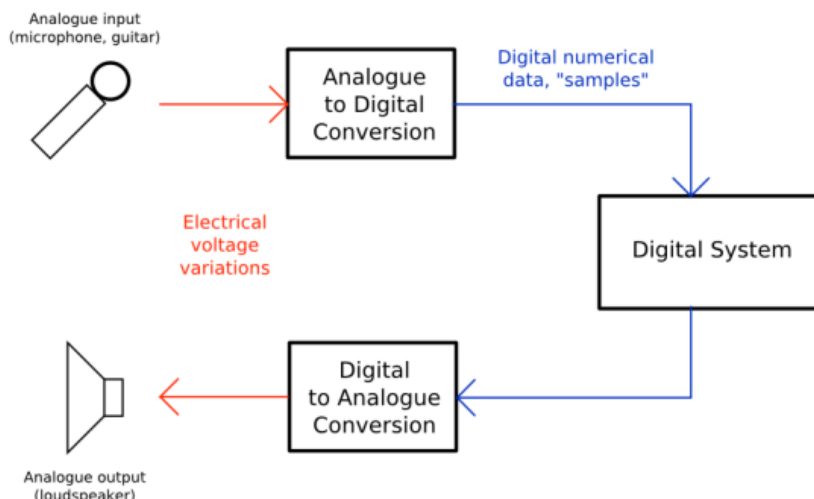 Analogue input
(microphone, guitar)
Analogue
to Digital
Conversion
Digital numerical
data, "samples"
Electrical
voltage
variations
Digital System
Digital
to Analogue
Conversion
Analogue output
(loudspeaker)